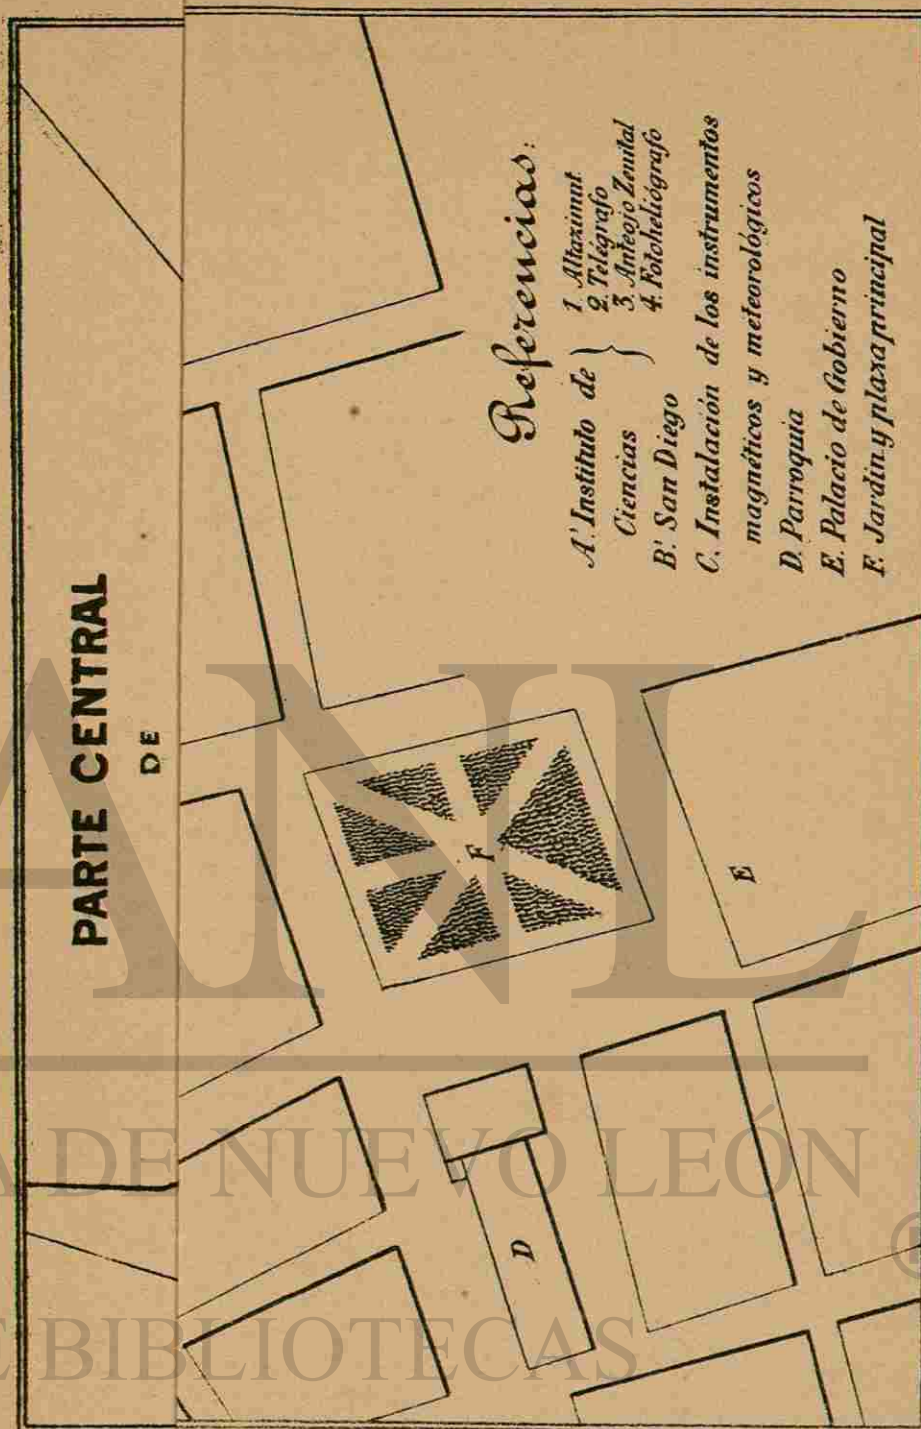 PARTE CENTRAL
DE
Referencias:
A! Instituto de } 1. Altazimut
Ciencias 2. Telégrafo
3. Anteojo Zenital
4. Fotoheliógrafo
B! San Diego
C. Instalación de los instrumentos
magnéticos y meteorológicos
D. Parroquia
E. Palacio de Gobierno
F. Jardin y plaza principal
F
E
D
ANL
A DE NUEVO LEÓN
®
E BIBLIOTECAS